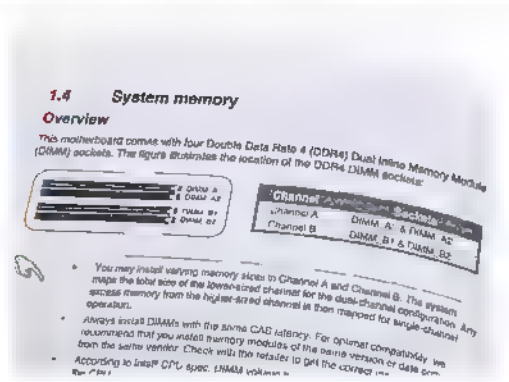 1.4 System memory
Overview
This motherboard comes with four Double Data Rate 4 (DDR4) Dual Inline Memory Module
(DIMM) sockets. The figure illustrates the location of the DDR4 DIMM sockets:
DIMM_A1
DIMM_A2
DIMM_B1
DIMM_B2
Channel Sockets
Channel A DIMM_A1 & DIMM_A2
Channel B DIMM_B1 & DIMM_B2
• You may install varying memory sizes in Channel A and Channel B. The system
maps the total size of the lower-sized channel for the dual-channel configuration. Any
excess memory from the higher-sized channel is then mapped for single-channel
operation.
• Always install DIMMs with the same CAS latency. For optimal compatibility, we
recommend that you install memory modules of the same version or date code
from the same vendor. Check with the retailer to get the correct
• According to Intel CPU spec, DIMM
the CPU